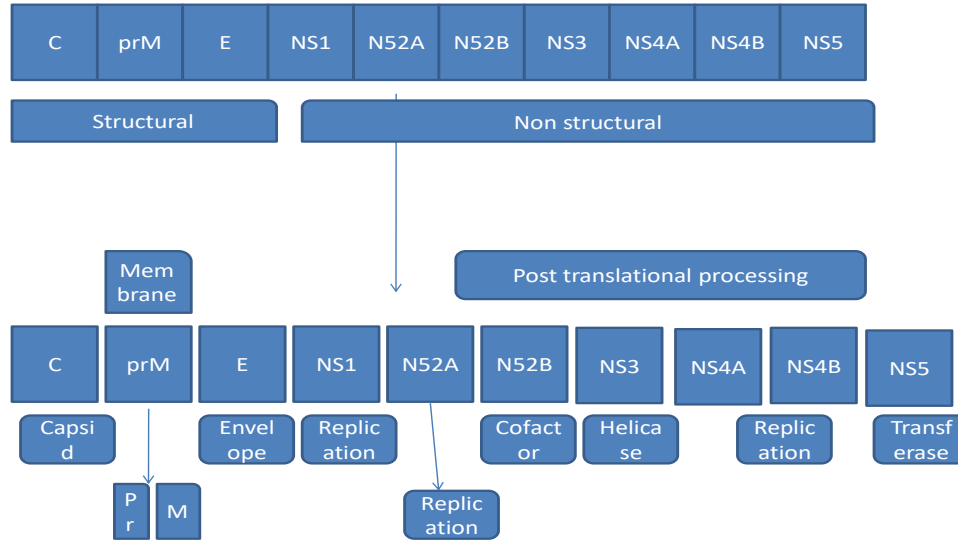 C prM E NS1 N52A N52B NS3 NS4A NS4B NS5
Structural Non structural
Mem
brane
Post translational processing
C prM E NS1 N52A N52B NS3 NS4A NS4B NS5
Capsi
d
Envel
ope
Replic
ation
Cofact
or
Helica
se
Replic
ation
Transf
erase
P
r
M
Replic
ation